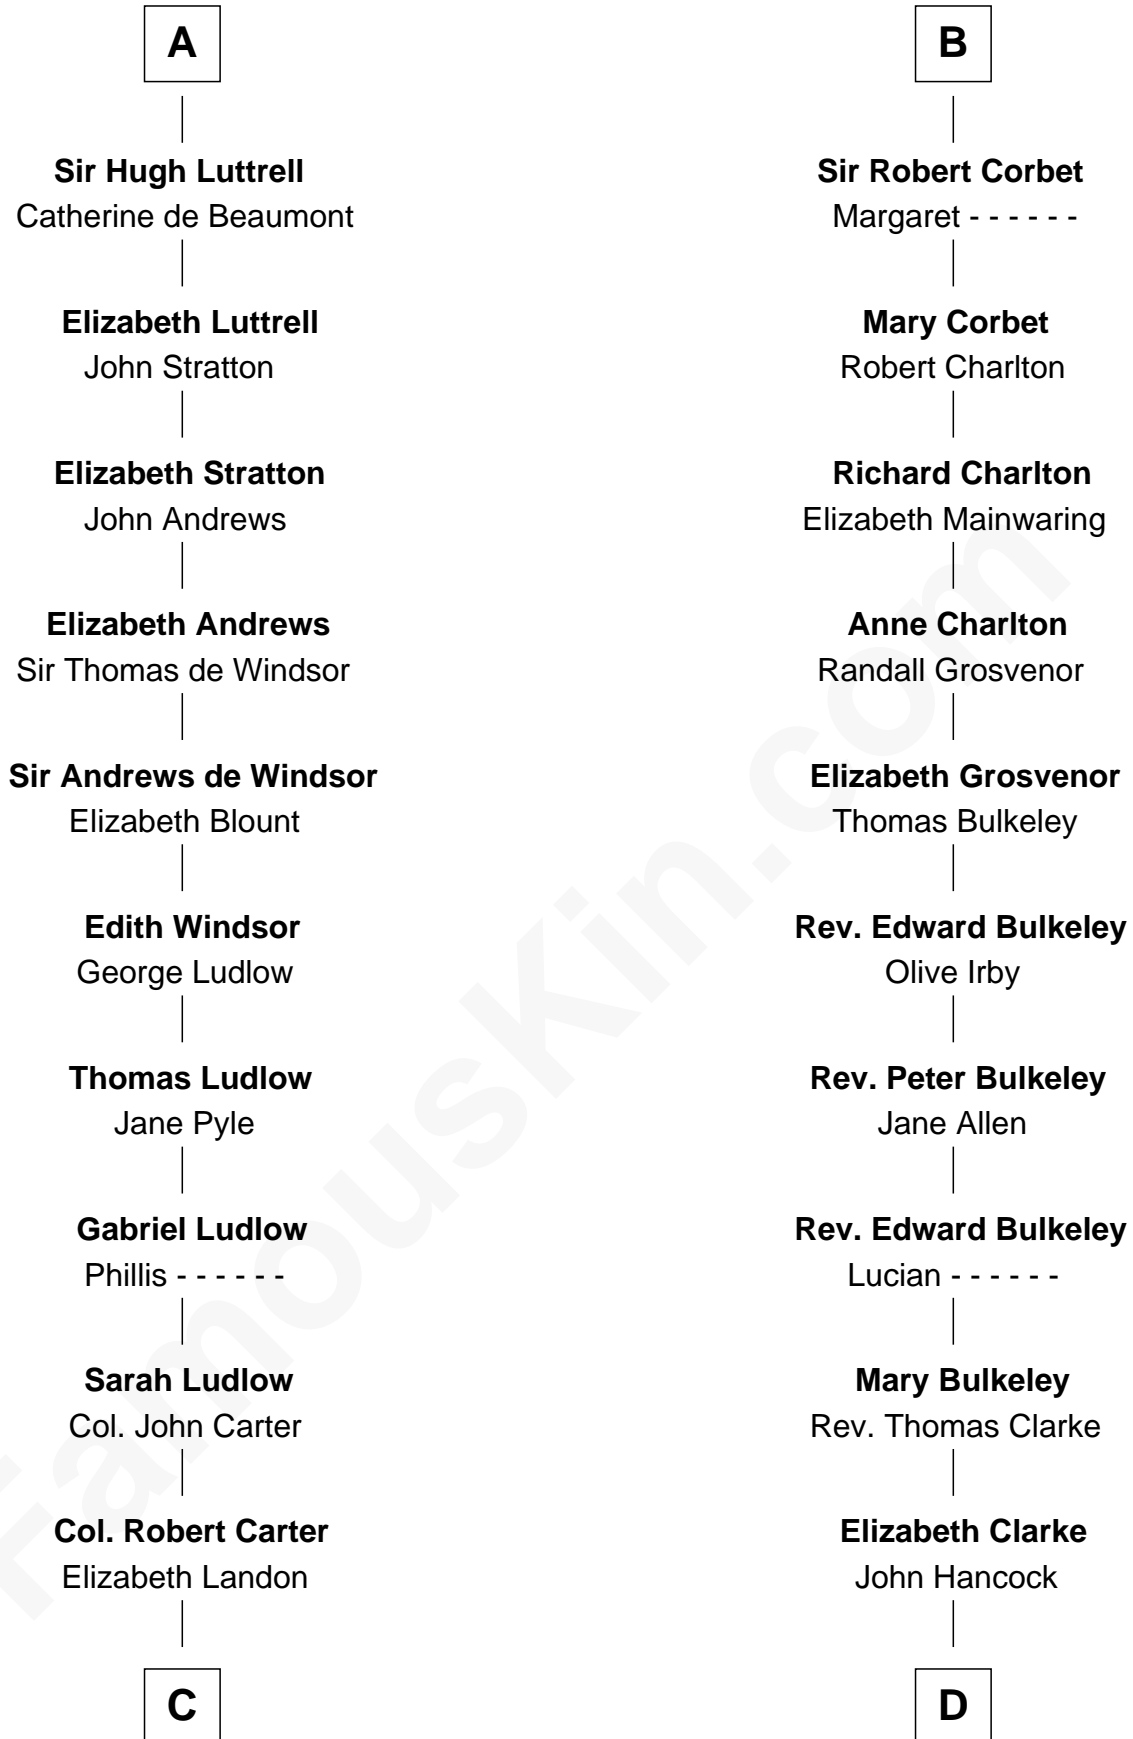 A
Sir Hugh Luttrell
Catherine de Beaumont
Elizabeth Luttrell
John Stratton
Elizabeth Stratton
John Andrews
Elizabeth Andrews
Sir Thomas de Windsor
Sir Andrews de Windsor
Elizabeth Blount
Edith Windsor
George Ludlow
Thomas Ludlow
Jane Pyle
Gabriel Ludlow
Phillis - - - - - -
Sarah Ludlow
Col. John Carter
Col. Robert Carter
Elizabeth Landon
C
B
Sir Robert Corbet
Margaret - - - - - -
Mary Corbet
Robert Charlton
Richard Charlton
Elizabeth Mainwaring
Anne Charlton
Randall Grosvenor
Elizabeth Grosvenor
Thomas Bulkeley
Rev. Edward Bulkeley
Olive Irby
Rev. Peter Bulkeley
Jane Allen
Rev. Edward Bulkeley
Lucian - - - - - -
Mary Bulkeley
Rev. Thomas Clarke
Elizabeth Clarke
John Hancock
D
FamousKin.com